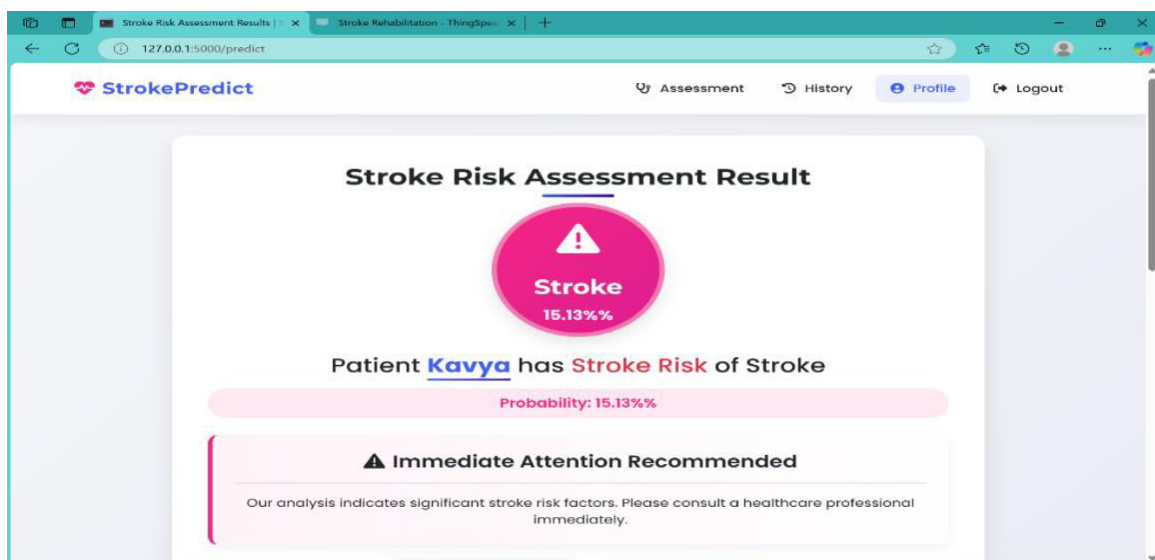 Stroke Risk Assessment Results |
Stroke Rehabilitation - ThingSpea
127.0.0.1:5000/predict
StrokePredict
Assessment
History
Profile
Logout
Stroke Risk Assessment Result
Stroke
15.13%%
Patient Kavya has Stroke Risk of Stroke
Probability: 15.13%%
Immediate Attention Recommended
Our analysis indicates significant stroke risk factors. Please consult a healthcare professional
immediately.